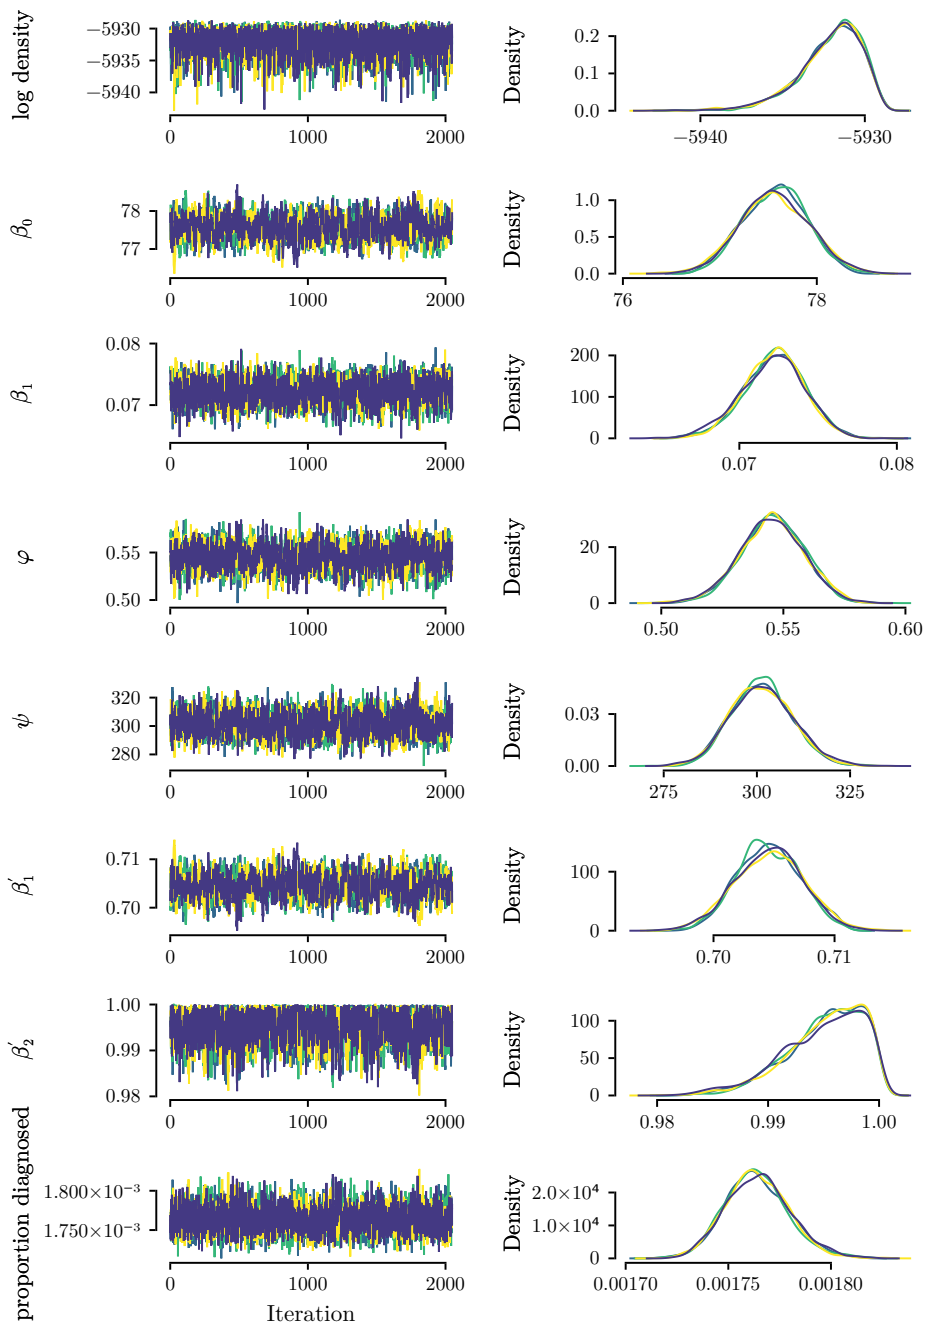 log density
−5930
−5935
−5940
0 1000 2000
Density
0.2
0.1
0.0
−5940 −5930
β₀
78
77
0 1000 2000
Density
1.0
0.5
0.0
76 78
β₁
0.08
0.07
0 1000 2000
Density
200
100
0
0.07 0.08
φ
0.55
0.50
0 1000 2000
Density
20
0
0.50 0.55 0.60
ψ
320
300
280
0 1000 2000
Density
0.03
0.00
275 300 325
β₁′
0.71
0.70
0 1000 2000
Density
100
0
0.70 0.71
β₂′
1.00
0.99
0.98
0 1000 2000
Density
100
50
0
0.98 0.99 1.00
proportion diagnosed
1.800×10⁻³
1.750×10⁻³
0 1000 2000
Iteration
Density
2.0×10⁴
1.0×10⁴
0
0.00170 0.00175 0.00180